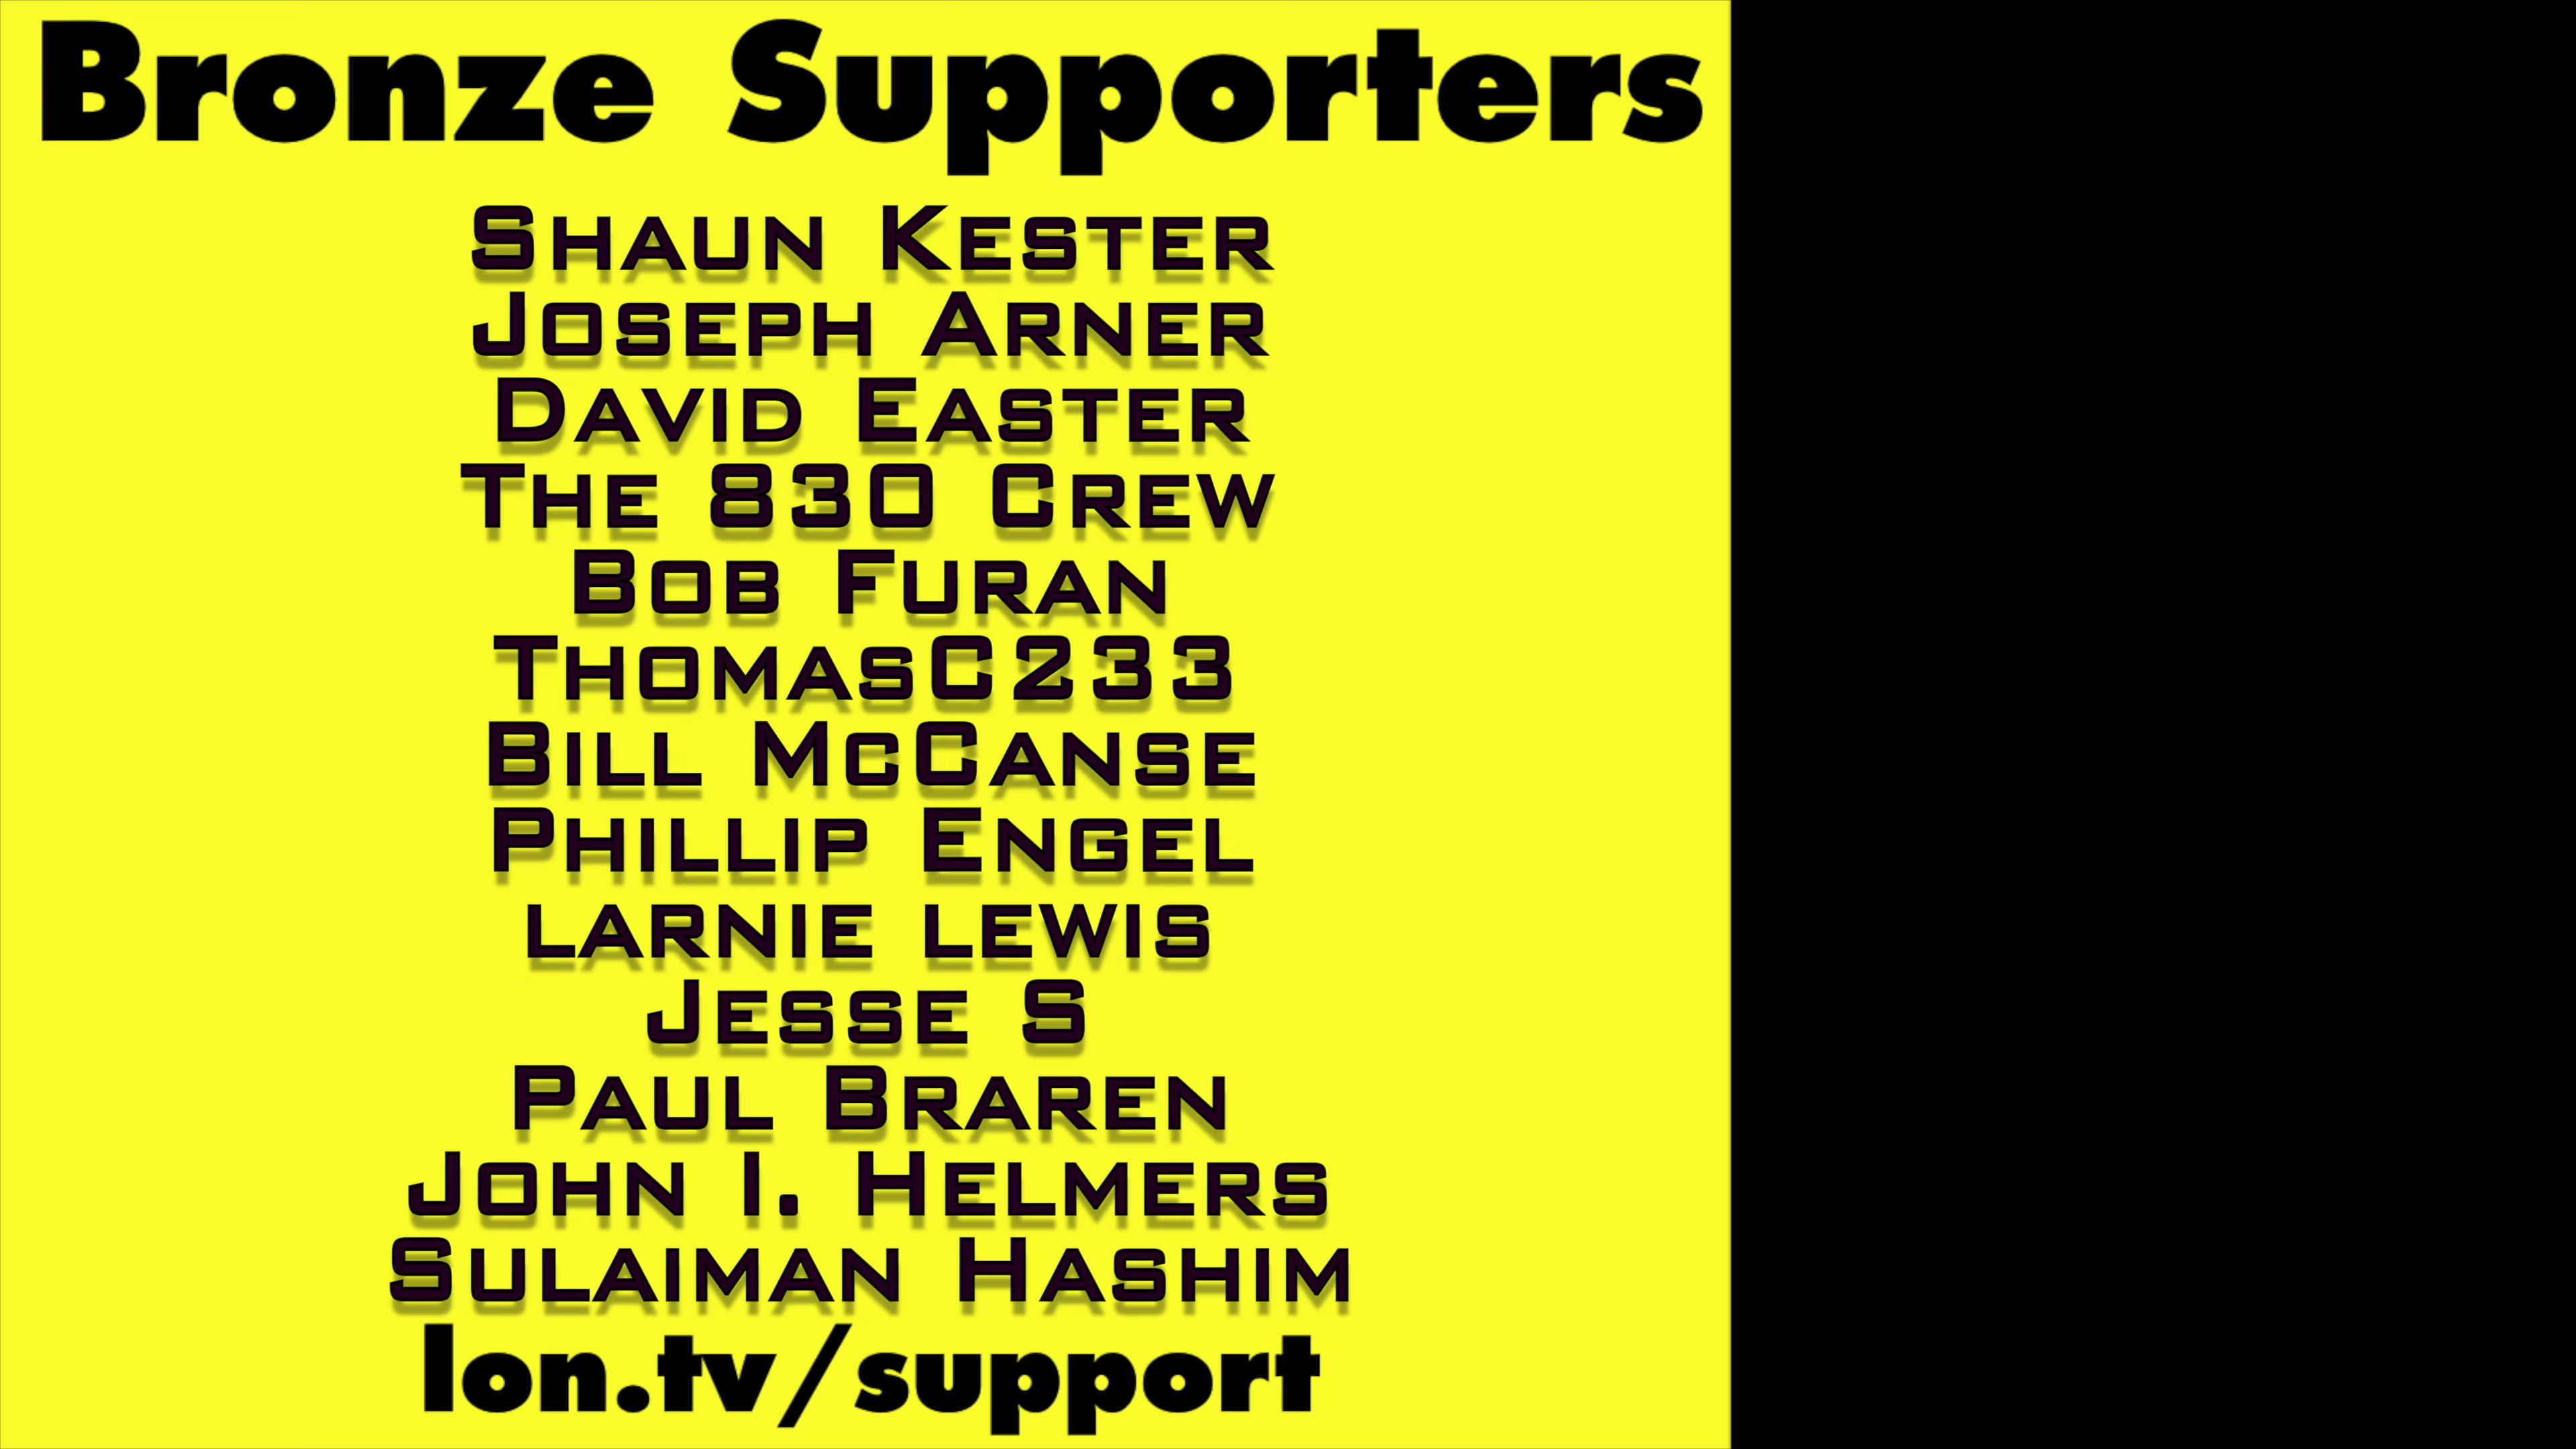 Bronze Supporters
Shaun Kester
Joseph Arner
David Easter
The 830 Crew
Bob Furan
ThomasC233
Bill McCanse
Phillip Engel
larnie lewis
Jesse S
Paul Braren
John I. Helmers
Sulaiman Hashim
lon.tv/support